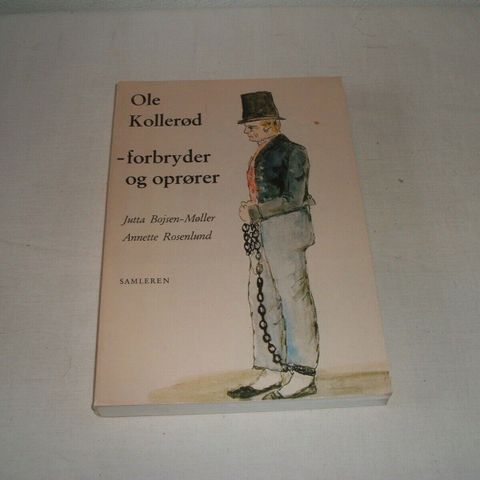 Ole
Kollerød
-forbryder
og oprører
Jutta Bojsen-Møller
Annette Rosenlund
SAMLEREN